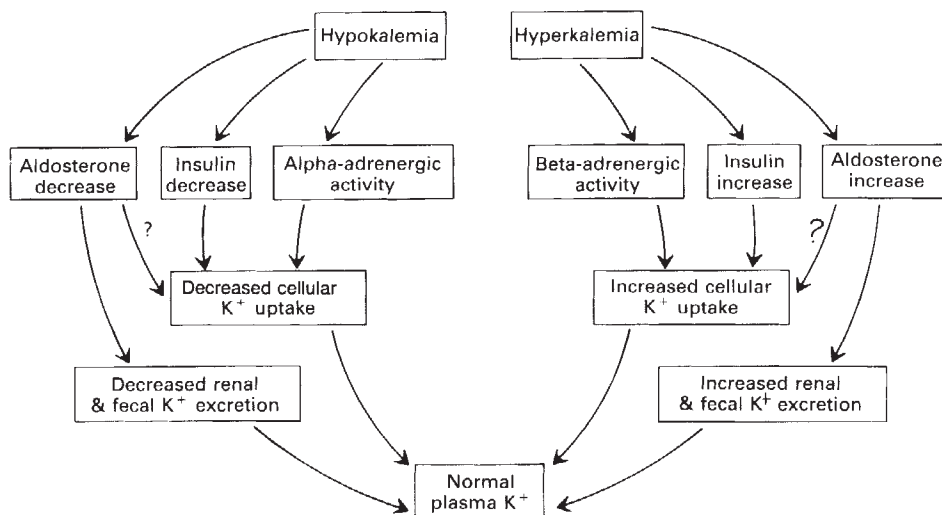 Hypokalemia
Hyperkalemia
Aldosterone
decrease
Insulin
decrease
Alpha-adrenergic
activity
Beta-adrenergic
activity
Insulin
increase
Aldosterone
increase
?
?
Decreased cellular
K⁺ uptake
Increased cellular
K⁺ uptake
Decreased renal
& fecal K⁺ excretion
Increased renal
& fecal K⁺ excretion
Normal
plasma K⁺